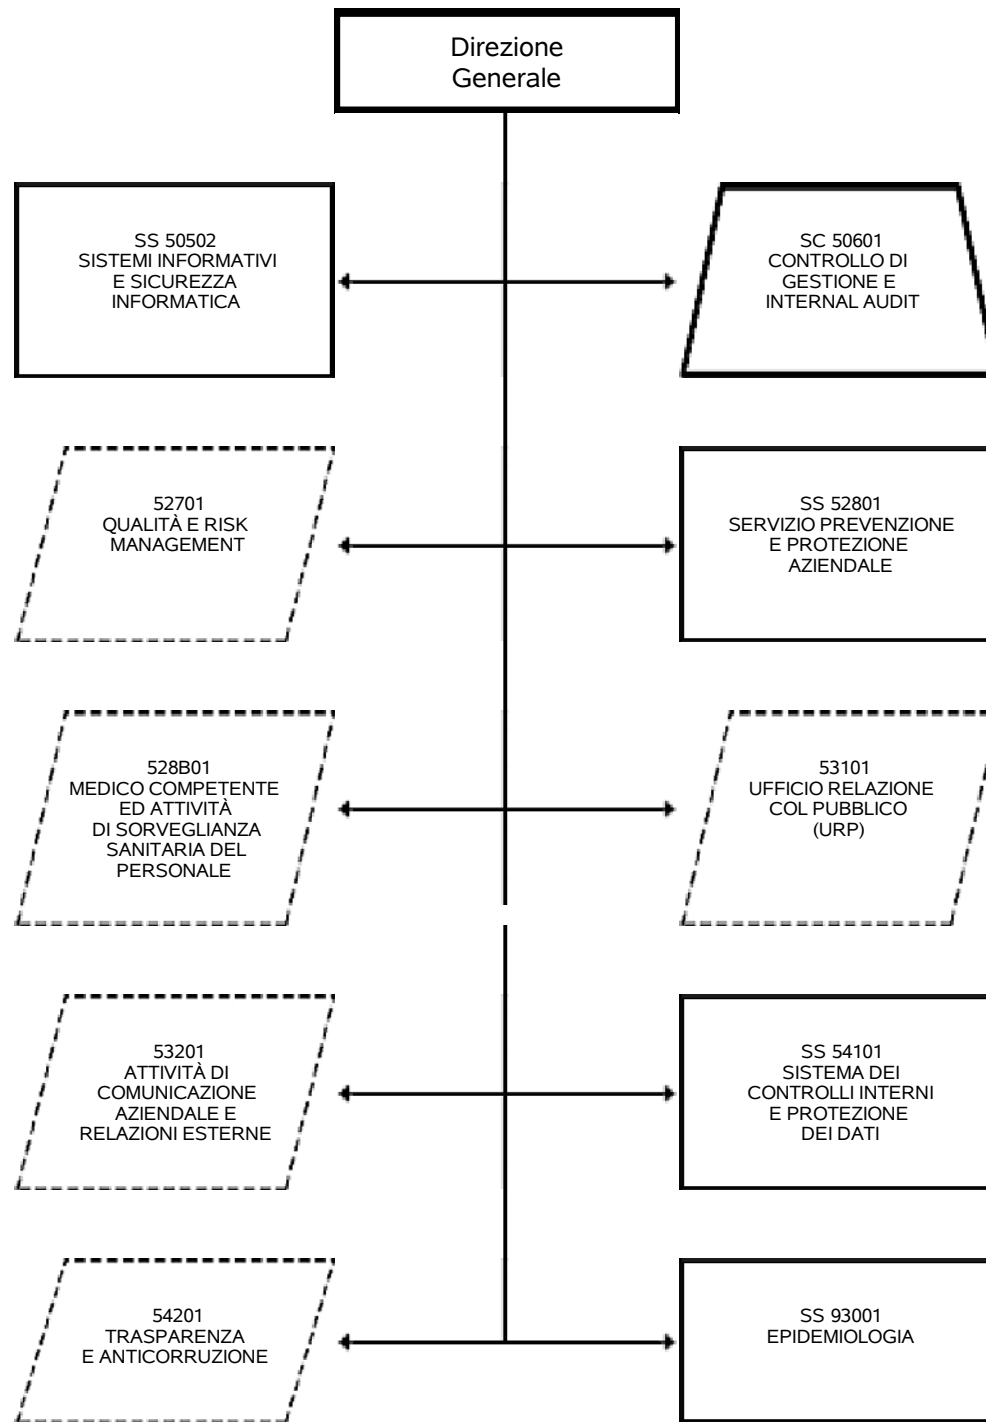 Direzione
Generale
SS 50502
SISTEMI INFORMATIVI
E SICUREZZA
INFORMATICA
SC 50601
CONTROLLO DI
GESTIONE E
INTERNAL AUDIT
52701
QUALITÀ E RISK
MANAGEMENT
SS 52801
SERVIZIO PREVENZIONE
E PROTEZIONE
AZIENDALE
528B01
MEDICO COMPETENTE
ED ATTIVITÀ
DI SORVEGLIANZA
SANITARIA DEL
PERSONALE
53101
UFFICIO RELAZIONE
COL PUBBLICO
(URP)
53201
ATTIVITÀ DI
COMUNICAZIONE
AZIENDALE E
RELAZIONI ESTERNE
SS 54101
SISTEMA DEI
CONTROLLI INTERNI
E PROTEZIONE
DEI DATI
54201
TRASPARENZA
E ANTICORRUZIONE
SS 93001
EPIDEMIOLOGIA